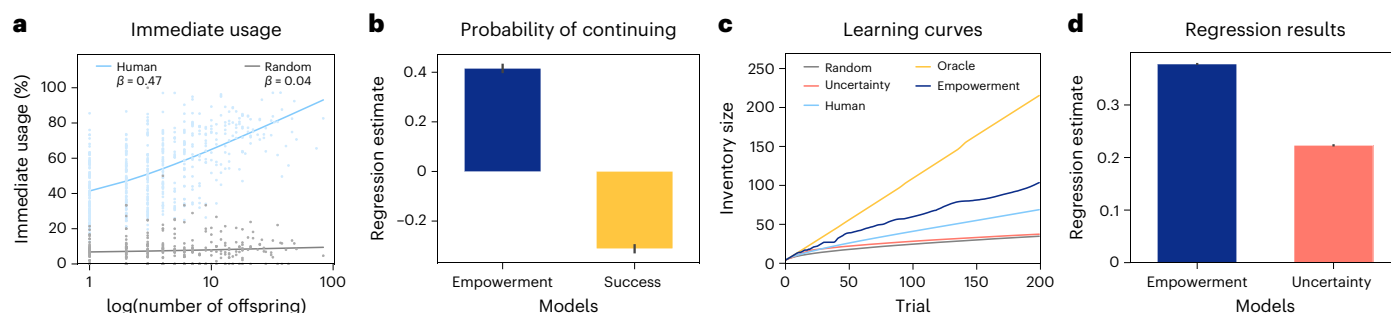 a
Immediate usage
Immediate usage (%)
100
80
60
40
20
0
Human
β = 0.47
Random
β = 0.04
1
10
100
log(number of offspring)
b
Probability of continuing
Regression estimate
0.4
0.2
0
−0.2
Empowerment
Success
Models
c
Learning curves
Inventory size
250
200
150
100
50
0
Random
Uncertainty
Human
Oracle
Empowerment
0
50
100
150
200
Trial
d
Regression results
Regression estimate
0.3
0.2
0.1
0
Empowerment
Uncertainty
Models